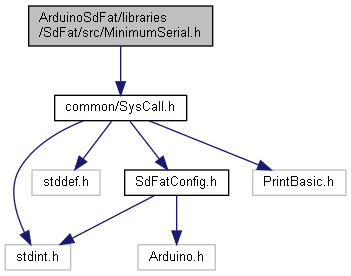 ArduinoSdFat/libraries
/SdFat/src/MinimumSerial.h
common/SysCall.h
stddef.h
SdFatConfig.h
PrintBasic.h
stdint.h
Arduino.h